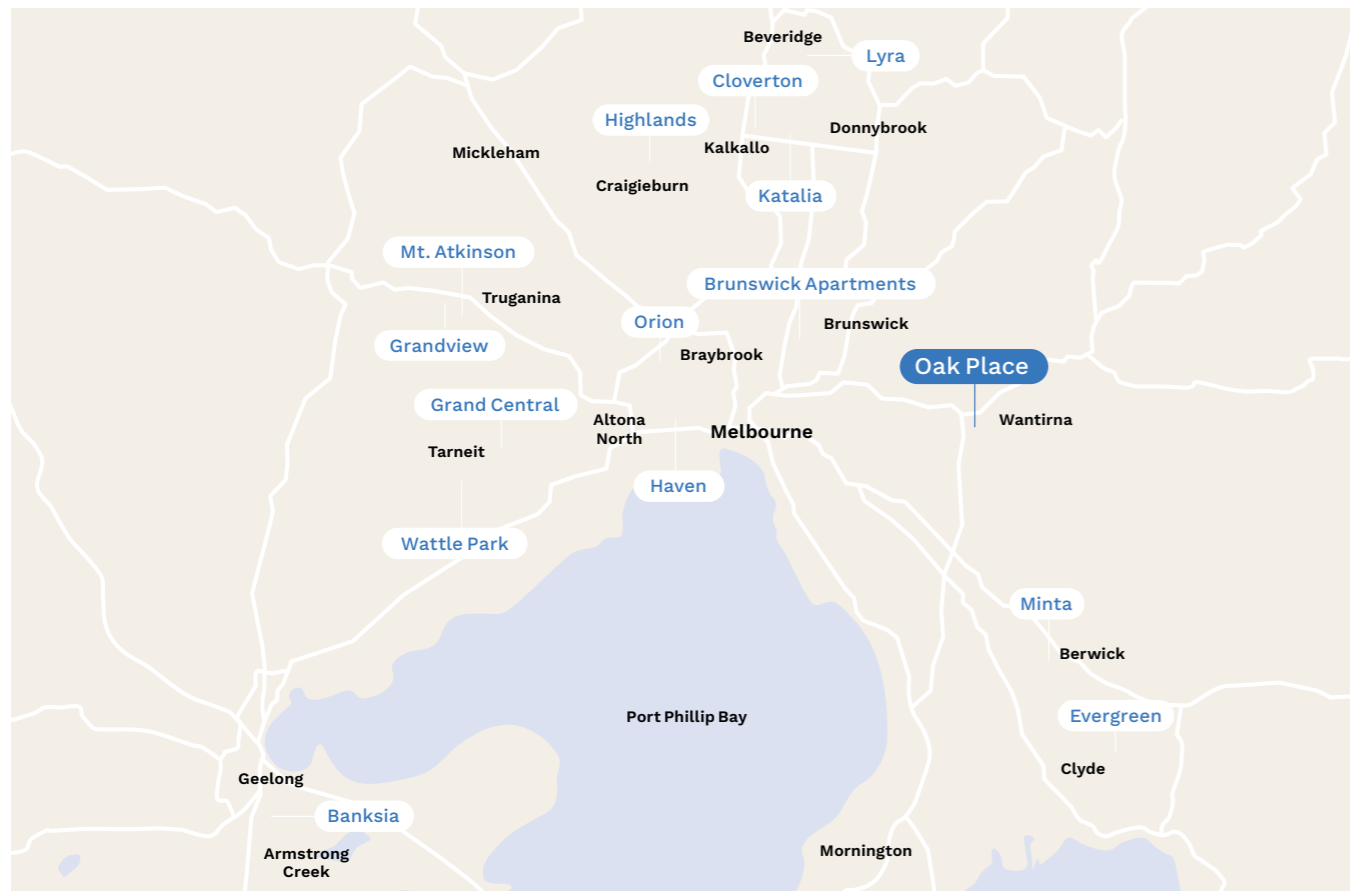 Beveridge
Lyra
Cloverton
Highlands
Donnybrook
Kalkallo
Mickleham
Craigieburn
Katalia
Mt. Atkinson
Brunswick Apartments
Truganina
Orion
Brunswick
Grandview
Braybrook
Oak Place
Grand Central
Altona
North
Wantirna
Melbourne
Tarneit
Haven
Wattle Park
Minta
Berwick
Port Phillip Bay
Evergreen
Clyde
Geelong
Banksia
Mornington
Armstrong
Creek